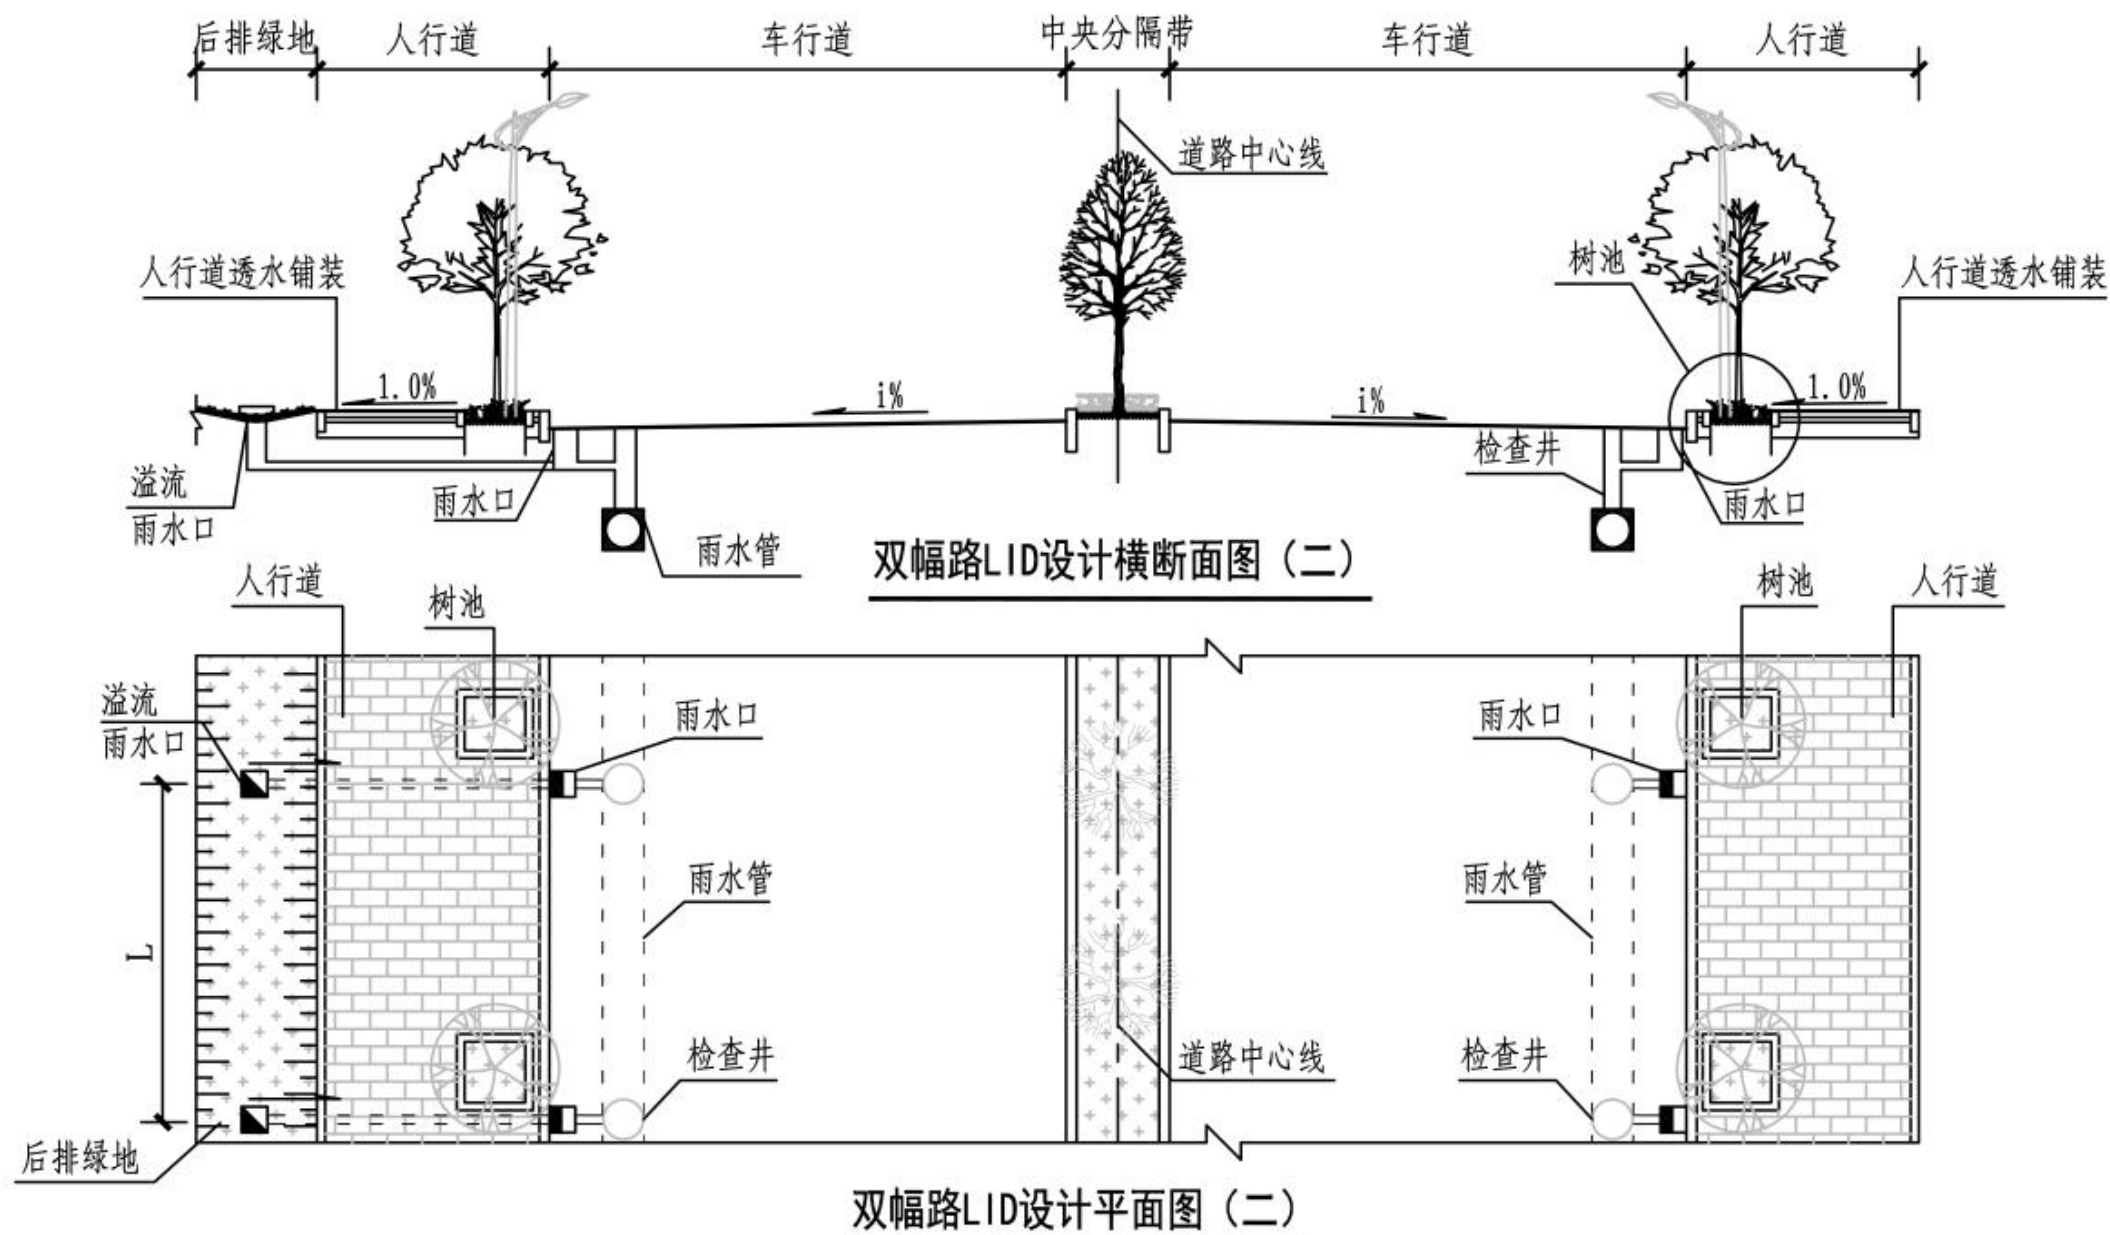 后排绿地
人行道
车行道
中央分隔带
车行道
人行道
道路中心线
人行道透水铺装
树池
人行道透水铺装
1.0%
i%
i%
1.0%
溢流
雨水口
雨水口
雨水管
检查井
雨水口
双幅路LID设计横断面图（二）
人行道
树池
树池
人行道
溢流
雨水口
雨水口
雨水口
雨水管
雨水管
L
检查井
道路中心线
检查井
后排绿地
双幅路LID设计平面图（二）